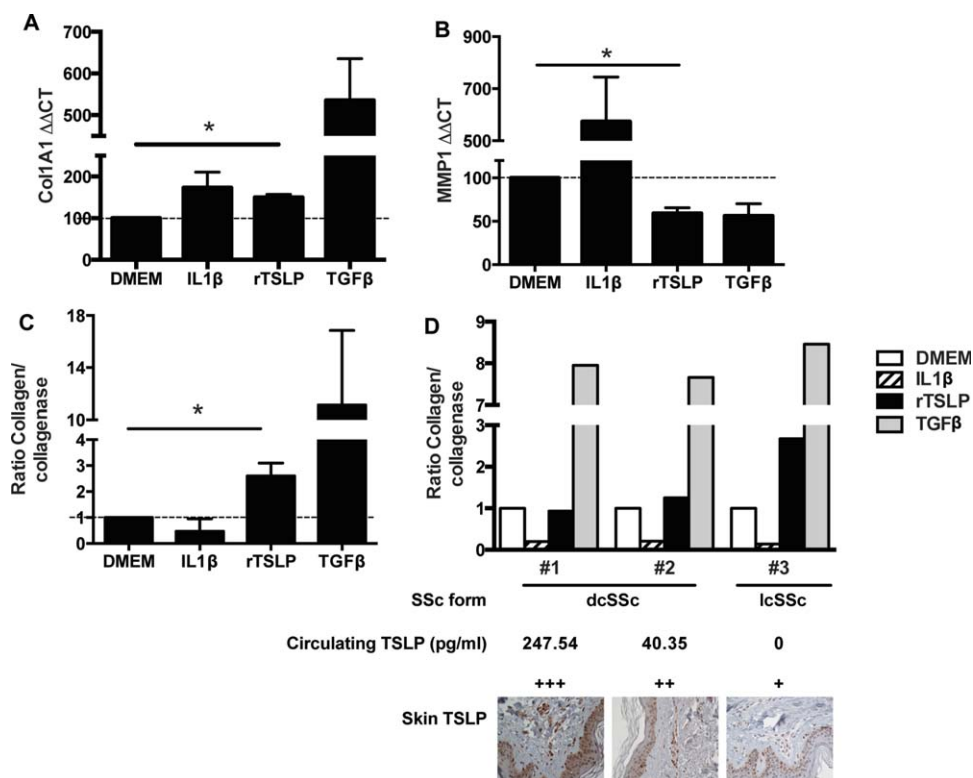 A
Col1A1 ΔΔCT
700
600
500
200
100
0
*
DMEM IL1β rTSLP TGFβ
B
MMP1 ΔΔCT
900
700
500
100
50
0
*
DMEM IL1β rTSLP TGFβ
C
Ratio Collagen/
collagenase
18
14
10
4
3
2
1
0
*
DMEM IL1β rTSLP TGFβ
D
Ratio Collagen/
collagenase
9
8
7
2
1
0
#1 #2 #3
DMEM
IL1β
rTSLP
TGFβ
SSc form dcSSc lcSSc
Circulating TSLP (pg/ml) 247.54 40.35 0
+++ ++ +
Skin TSLP